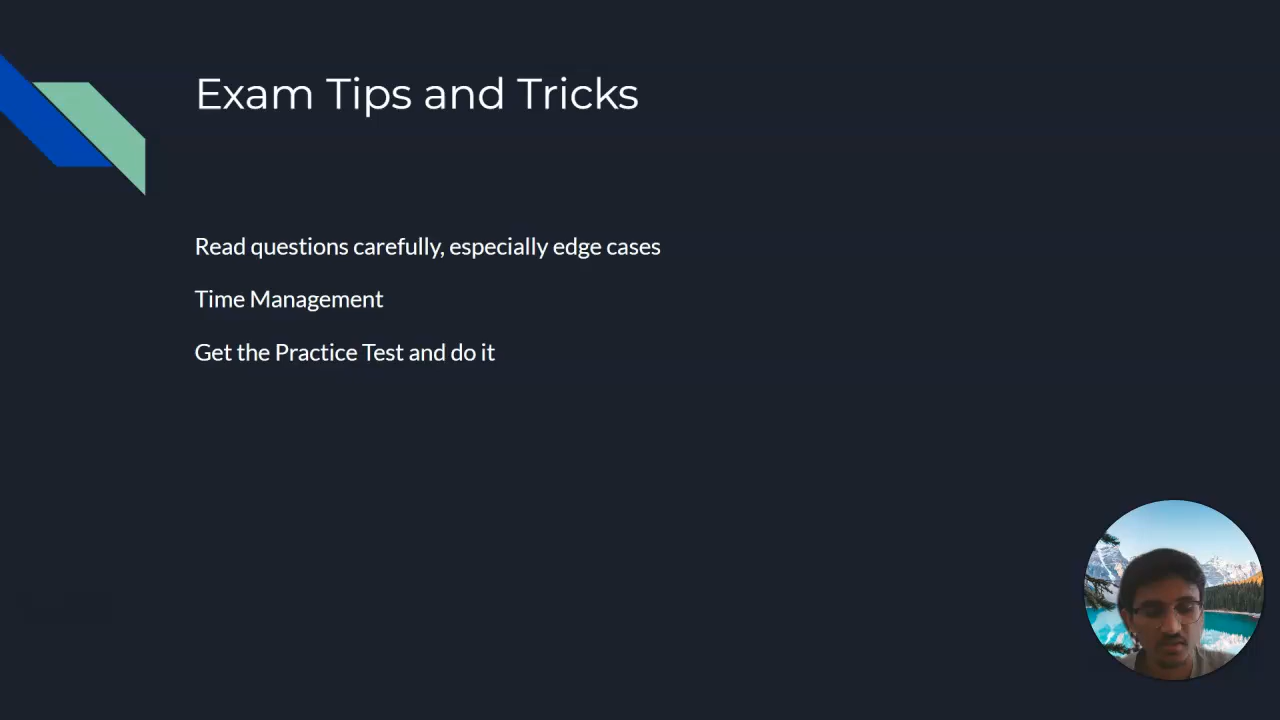 Exam Tips and Tricks
Read questions carefully, especially edge cases
Time Management
Get the Practice Test and do it